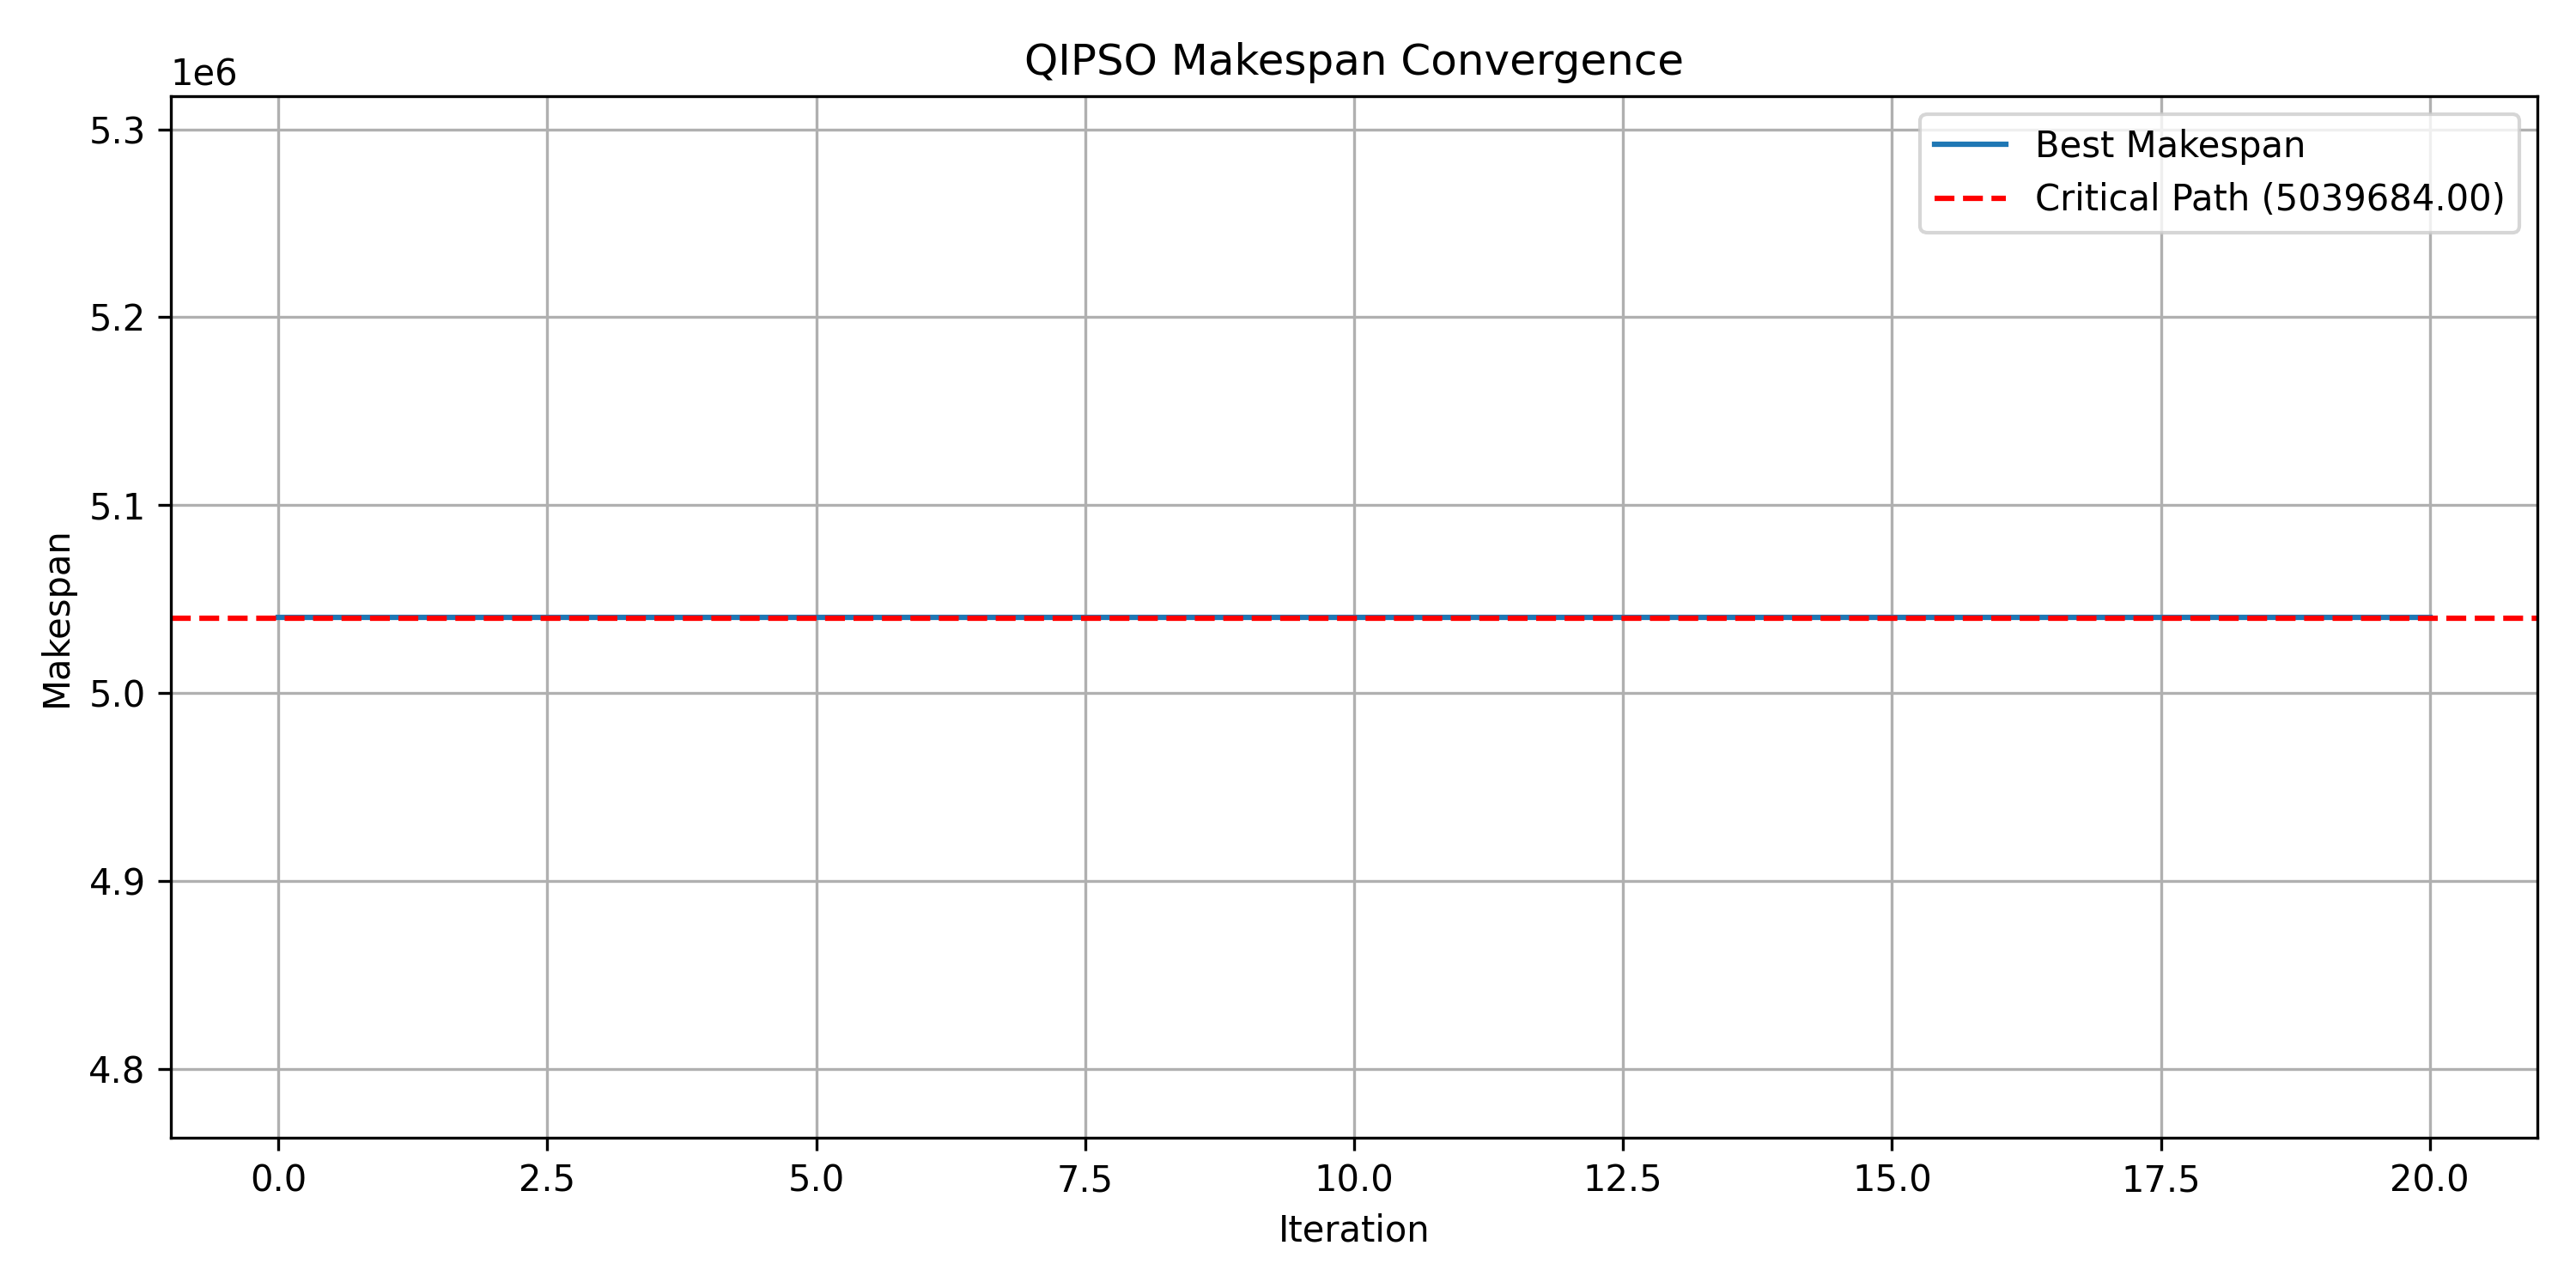 QIPSO Makespan Convergence
1e6
5.3
5.2
5.1
5.0
4.9
4.8
Makespan
Best Makespan
Critical Path (5039684.00)
0.0 2.5 5.0 7.5 10.0 12.5 15.0 17.5 20.0
Iteration